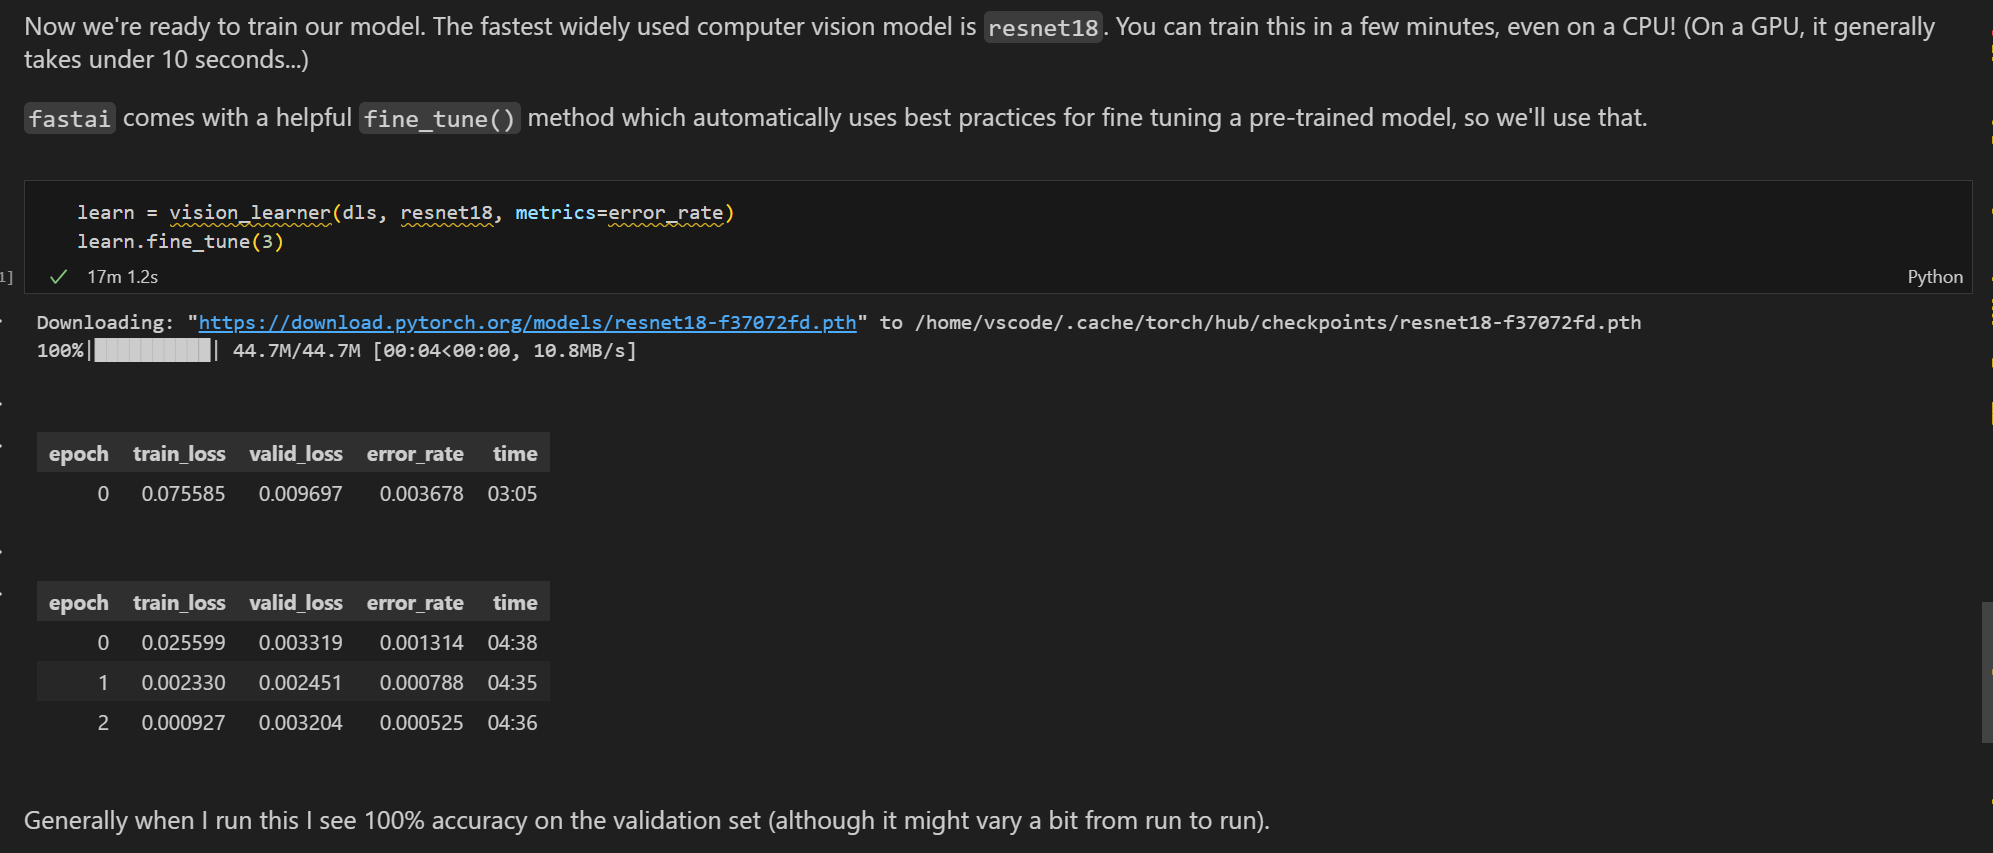 Now we're ready to train our model. The fastest widely used computer vision model is resnet18. You can train this in a few minutes, even on a CPU! (On a GPU, it generally
takes under 10 seconds...)
fastai comes with a helpful fine_tune() method which automatically uses best practices for fine tuning a pre-trained model, so we'll use that.
learn = vision_learner(dls, resnet18, metrics=error_rate)
learn.fine_tune(3)
1] ✓ 17m 1.2s Python
Downloading: "https://download.pytorch.org/models/resnet18-f37072fd.pth" to /home/vscode/.cache/torch/hub/checkpoints/resnet18-f37072fd.pth
100%|██████████| 44.7M/44.7M [00:04<00:00, 10.8MB/s]
epoch train_loss valid_loss error_rate time
0 0.075585 0.009697 0.003678 03:05
epoch train_loss valid_loss error_rate time
0 0.025599 0.003319 0.001314 04:38
1 0.002330 0.002451 0.000788 04:35
2 0.000927 0.003204 0.000525 04:36
Generally when I run this I see 100% accuracy on the validation set (although it might vary a bit from run to run).